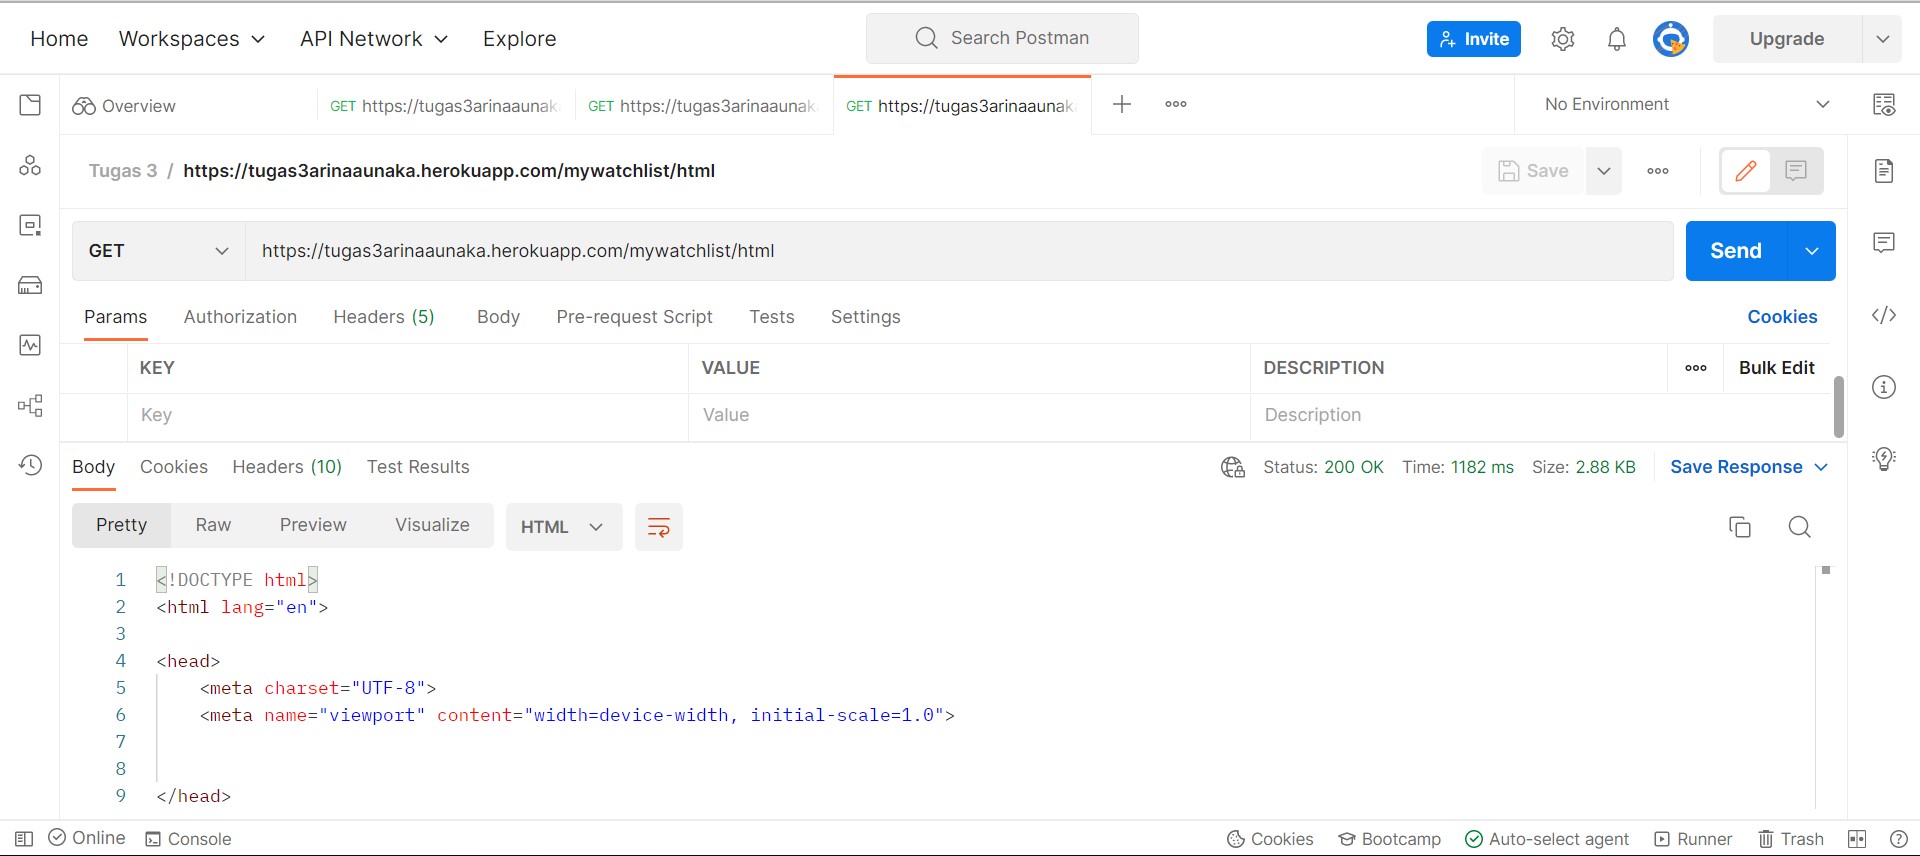 Home Workspaces API Network Explore Search Postman Invite Upgrade
Overview GET https://tugas3arinaaunak GET https://tugas3arinaaunak GET https://tugas3arinaaunak No Environment
Tugas 3 / https://tugas3arinaaunaka.herokuapp.com/mywatchlist/html Save
GET https://tugas3arinaaunaka.herokuapp.com/mywatchlist/html Send
Params Authorization Headers (5) Body Pre-request Script Tests Settings Cookies
KEY VALUE DESCRIPTION Bulk Edit
Key Value Description
Body Cookies Headers (10) Test Results Status: 200 OK Time: 1182 ms Size: 2.88 KB Save Response
Pretty Raw Preview Visualize HTML
1 <!DOCTYPE html>
2 <html lang="en">
3
4 <head>
5 <meta charset="UTF-8">
6 <meta name="viewport" content="width=device-width, initial-scale=1.0">
7
8
9 </head>
Online Console Cookies Bootcamp Auto-select agent Runner Trash